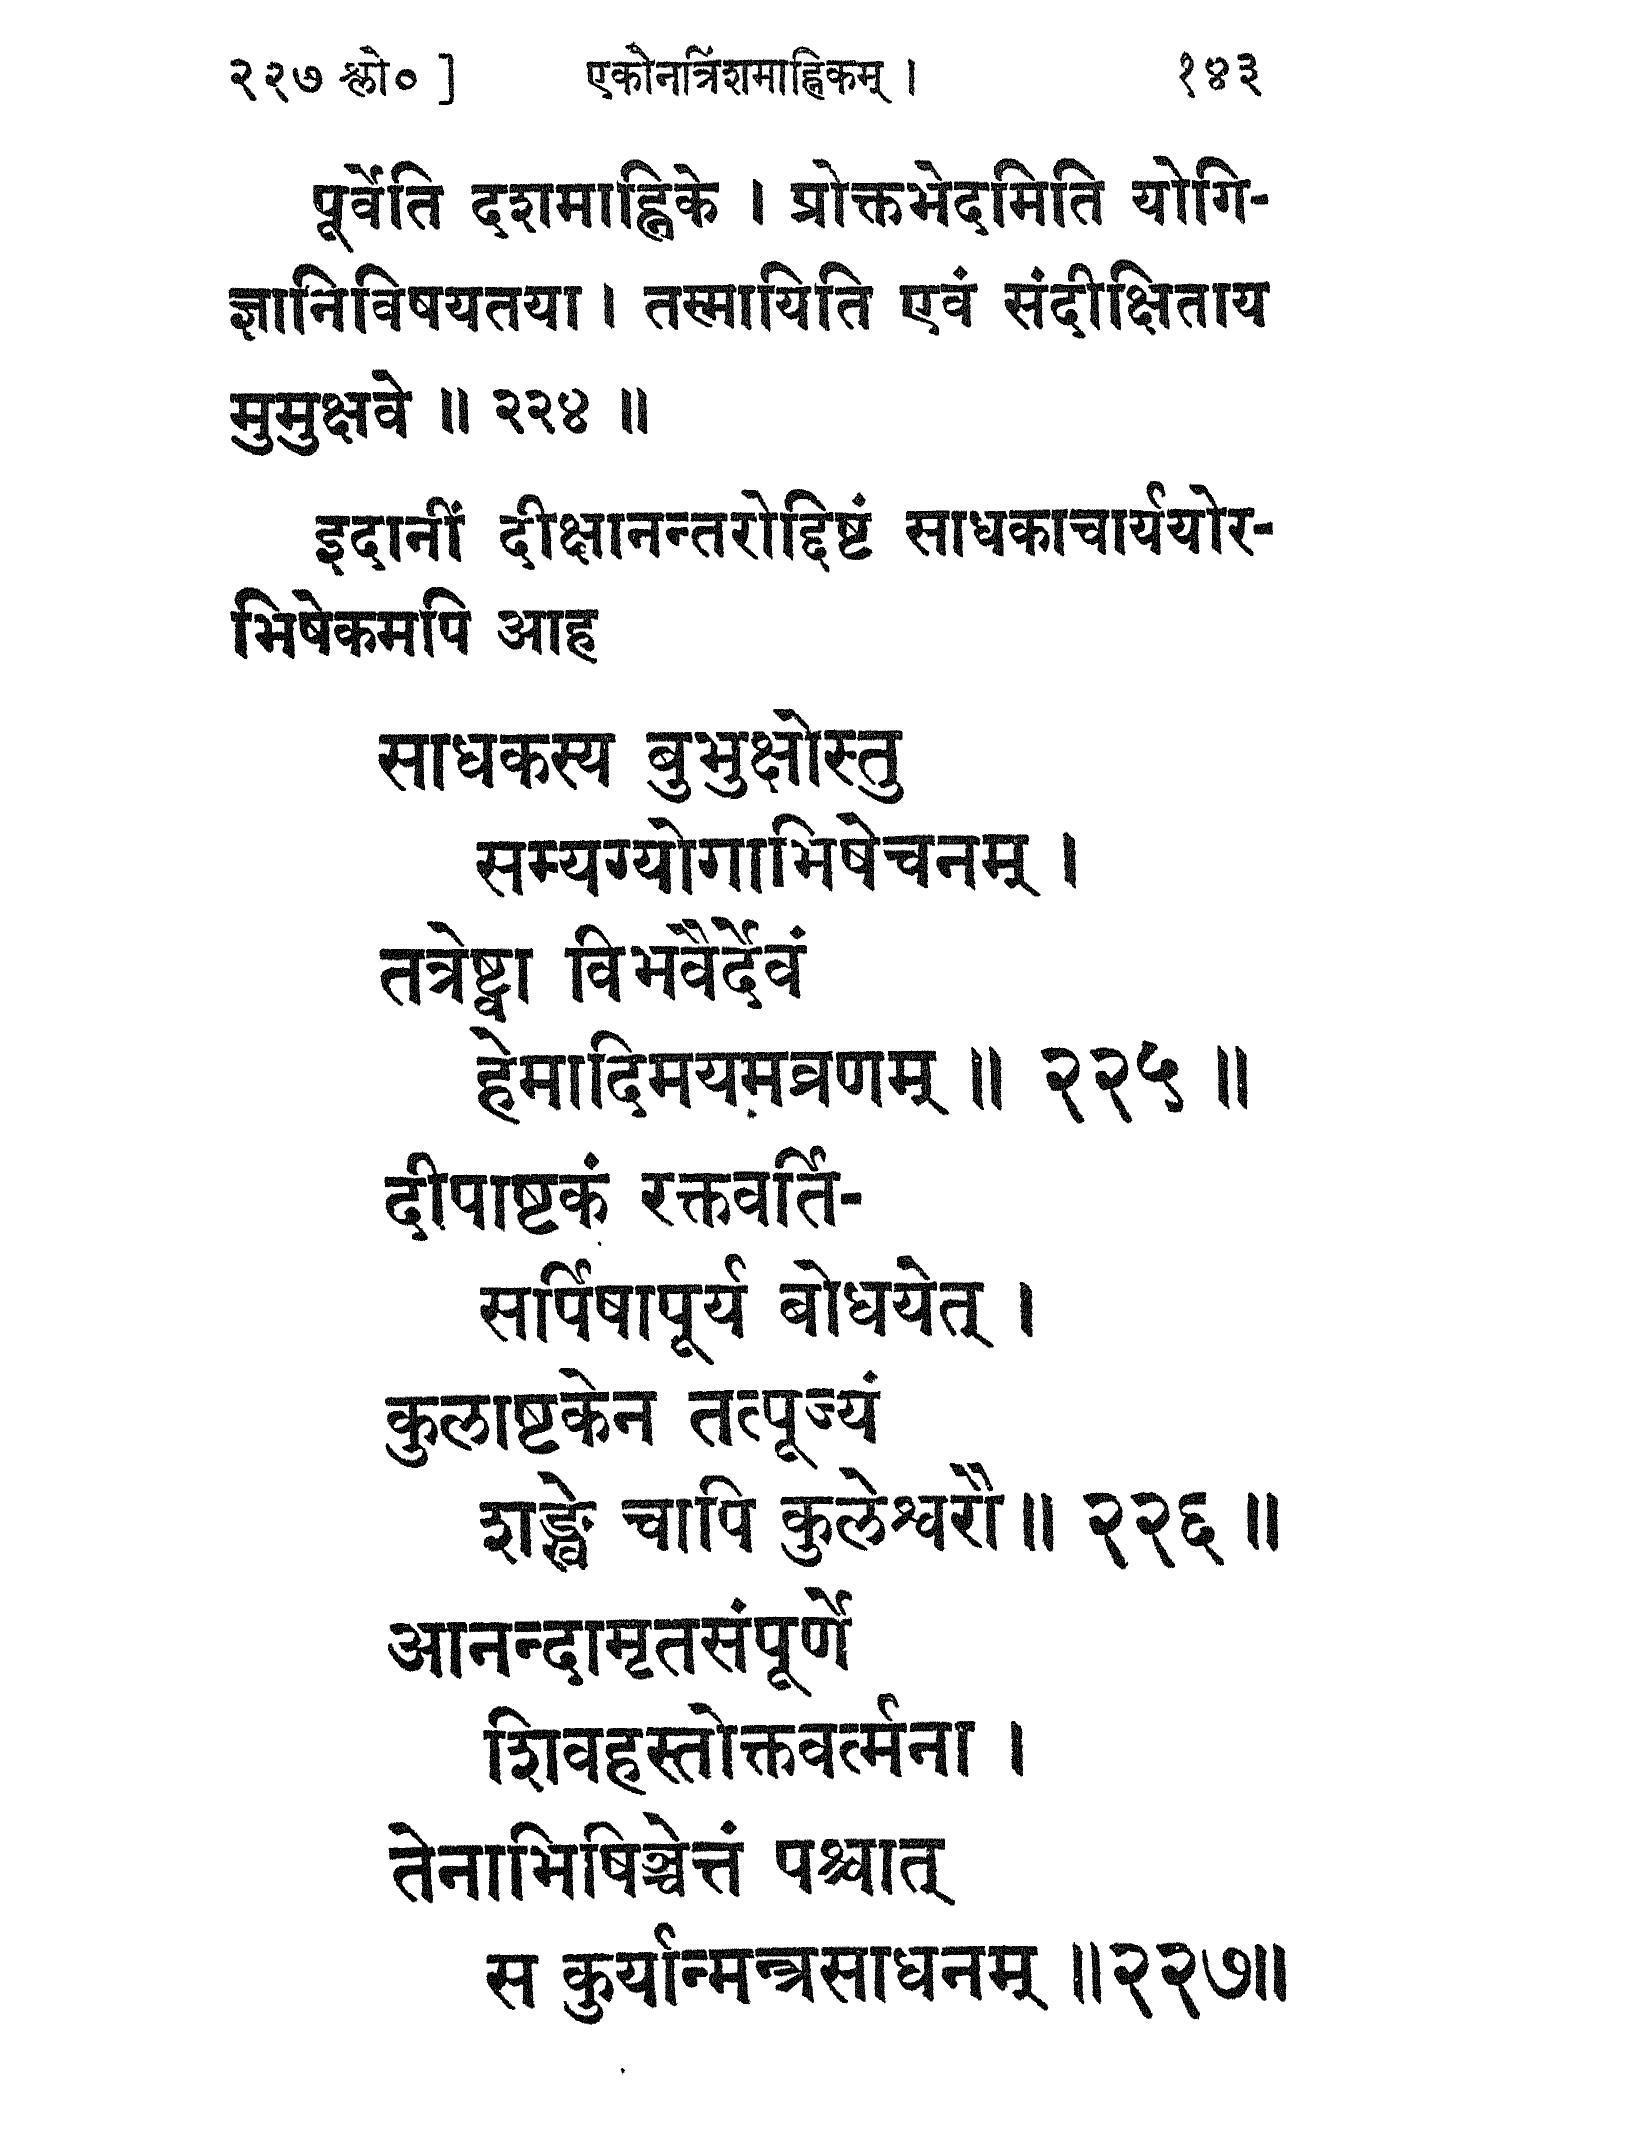 २२७ श्लो० ] एकोनत्रिंशमाह्निकम् । १४३
पूर्वेति दशमाह्निके । प्रोक्तभेदमिति योगि-
ज्ञानिविषयतया । तस्मायिति एवं संदीक्षिताय
मुमुक्षवे ॥ २२४ ॥
इदानीं दीक्षानन्तरोद्दिष्टं साधकाचार्ययोर-
भिषेकमपि आह
साधकस्य बुभुक्षोस्तु
सम्यग्योगाभिषेचनम् ।
तत्रेष्ट्वा विभवैर्देवं
हेमादिमयमव्रणम् ॥ २२५ ॥
दीपाष्टकं रक्तवर्ति-
सर्पिषापूर्य बोधयेत् ।
कुलाष्टकेन तत्पूज्यं
शङ्खे चापि कुलेश्वरौ ॥ २२६ ॥
आनन्दामृतसंपूर्णे
शिवहस्तोक्तवर्त्मना ।
तेनाभिषिञ्चेत्तं पश्चात्
स कुर्यान्मन्त्रसाधनम् ॥२२७॥